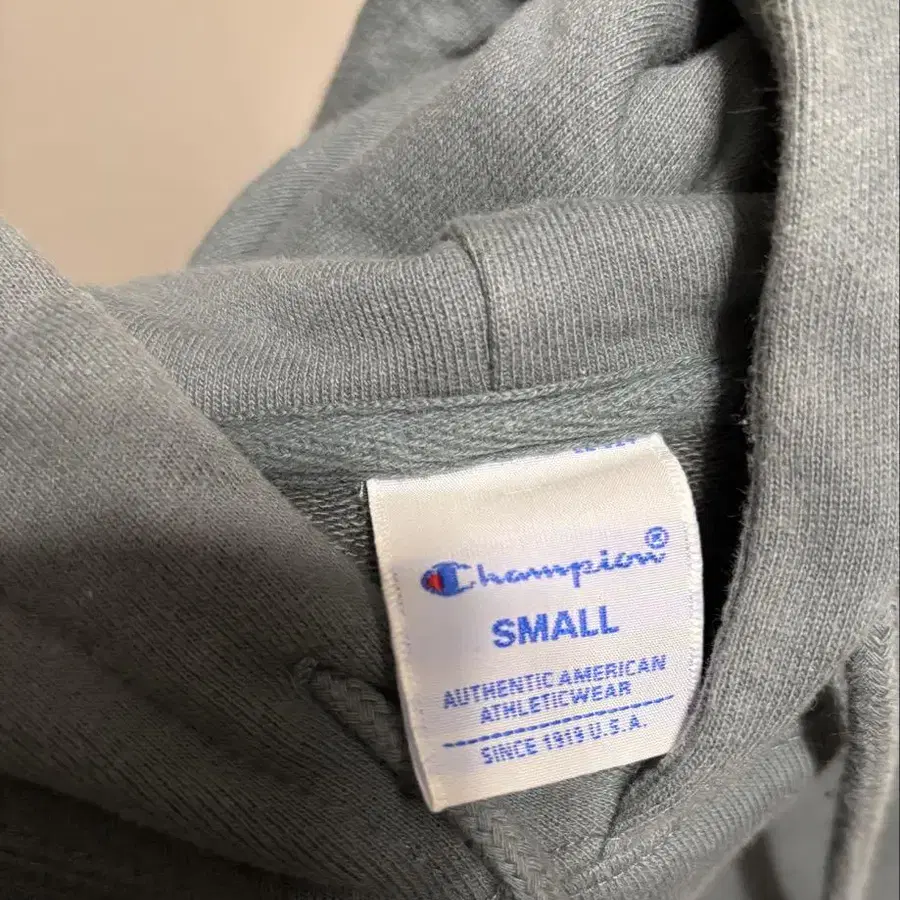 Champion®
SMALL
AUTHENTIC AMERICAN
ATHLETICWEAR
SINCE 1919 U.S.A.